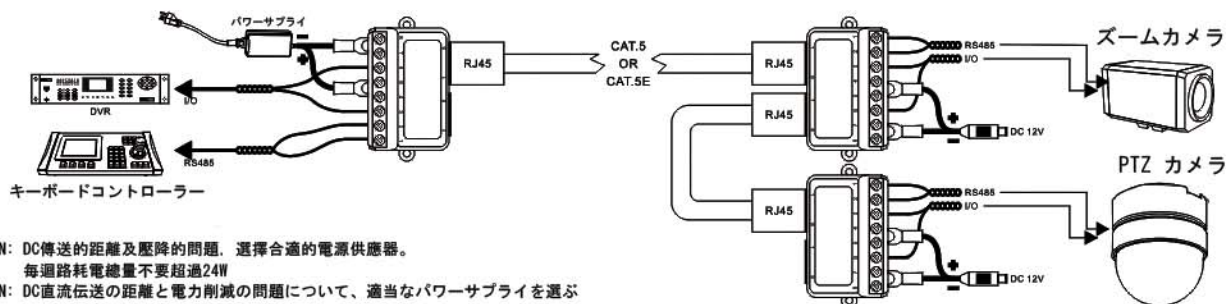 パワーサプライ
RJ45
CAT.5
OR
CAT.5E
RJ45
RS485
I/O
ズームカメラ
DVR
I/O
RJ45
DC 12V
RS485
キーボードコントローラー
PTZ カメラ
RJ45
RS485
I/O
DC 12V
N: DC傳送的距離及壓降的問題．選擇合適的電源供應器。
每迴路耗電總量不要超過24W
N: DC直流伝送の距離と電力削減の問題について、適当なパワーサプライを選ぶ